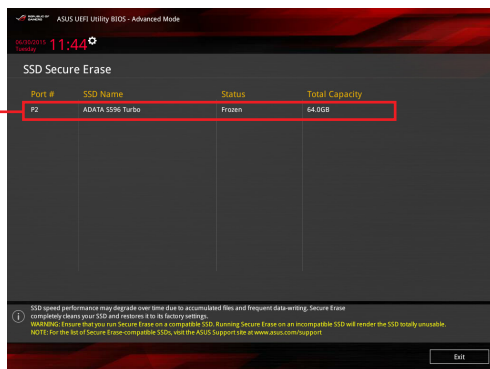 REPUBLIC OF GAMERS
ASUS UEFI Utility BIOS - Advanced Mode
06/30/2015
Tuesday
11:44
SSD Secure Erase
Port # SSD Name Status Total Capacity
P2 ADATA S596 Turbo Frozen 64.0GB
SSD speed performance may degrade over time due to accumulated files and frequent data-writing. Secure Erase
completely cleans your SSD and restores it to its factory settings.
WARNING: Ensure that you run Secure Erase on a compatible SSD. Running Secure Erase on an incompatible SSD will render the SSD totally unusable.
NOTE: For the list of Secure Erase-compatible SSDs, visit the ASUS Support site at www.asus.com/support
Exit